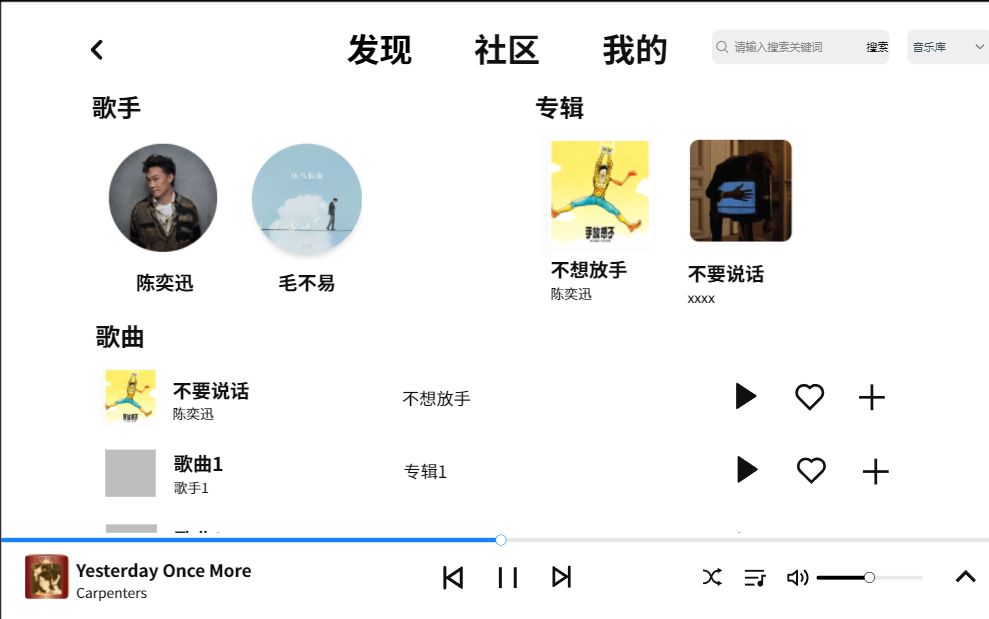 发现
社区
我的
请输入搜索关键词
搜索
音乐库
歌手
专辑
陈奕迅
毛不易
不想放手
陈奕迅
不要说话
xxxx
歌曲
不要说话
陈奕迅
不想放手
歌曲1
歌手1
专辑1
Yesterday Once More
Carpenters